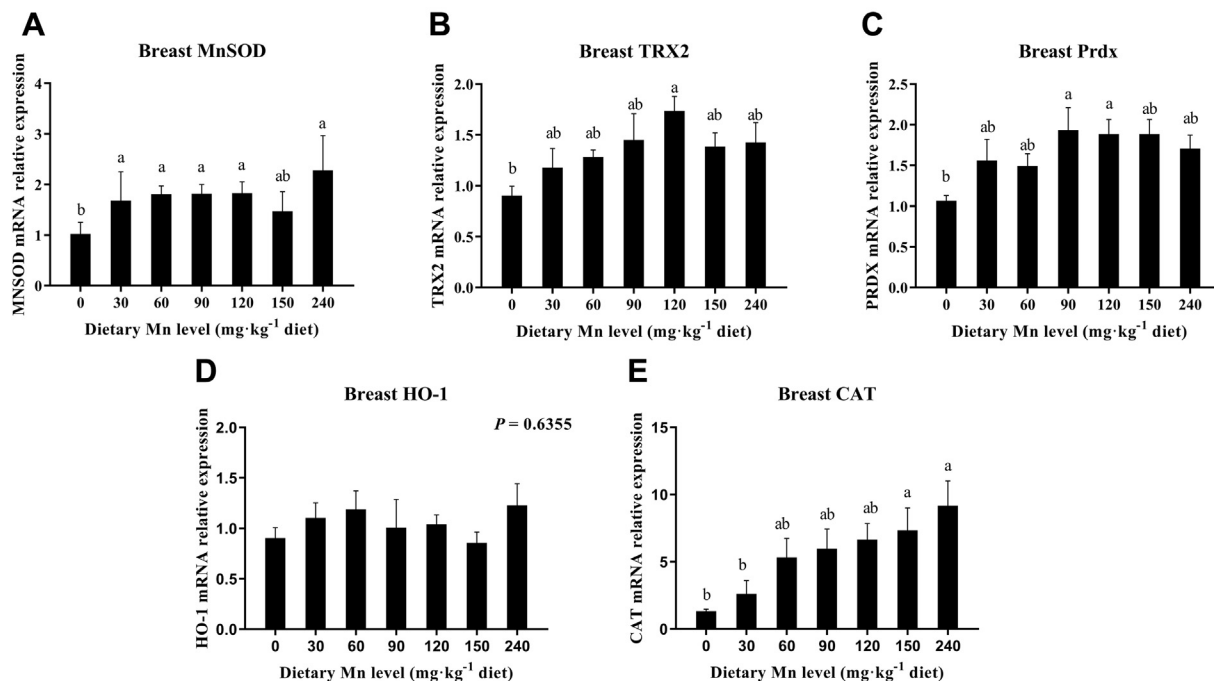 A
Breast MnSOD
MNSOD mRNA relative expression
4
3
2
1
0
b
a
a
a
a
ab
a
0 30 60 90 120 150 240
Dietary Mn level (mg·kg⁻¹ diet)
B
Breast TRX2
TRX2 mRNA relative expression
2.0
1.5
1.0
0.5
0.0
b
ab
ab
ab
a
ab
ab
0 30 60 90 120 150 240
Dietary Mn level (mg·kg⁻¹ diet)
C
Breast Prdx
PRDX mRNA relative expression
2.5
2.0
1.5
1.0
0.5
0.0
b
ab
ab
a
a
ab
ab
0 30 60 90 120 150 240
Dietary Mn level (mg·kg⁻¹ diet)
D
Breast HO-1
P = 0.6355
HO-1 mRNA relative expression
2.0
1.5
1.0
0.5
0.0
0 30 60 90 120 150 240
Dietary Mn level (mg·kg⁻¹ diet)
E
Breast CAT
CAT mRNA relative expression
15
10
5
0
b
b
ab
ab
ab
a
a
0 30 60 90 120 150 240
Dietary Mn level (mg·kg⁻¹ diet)